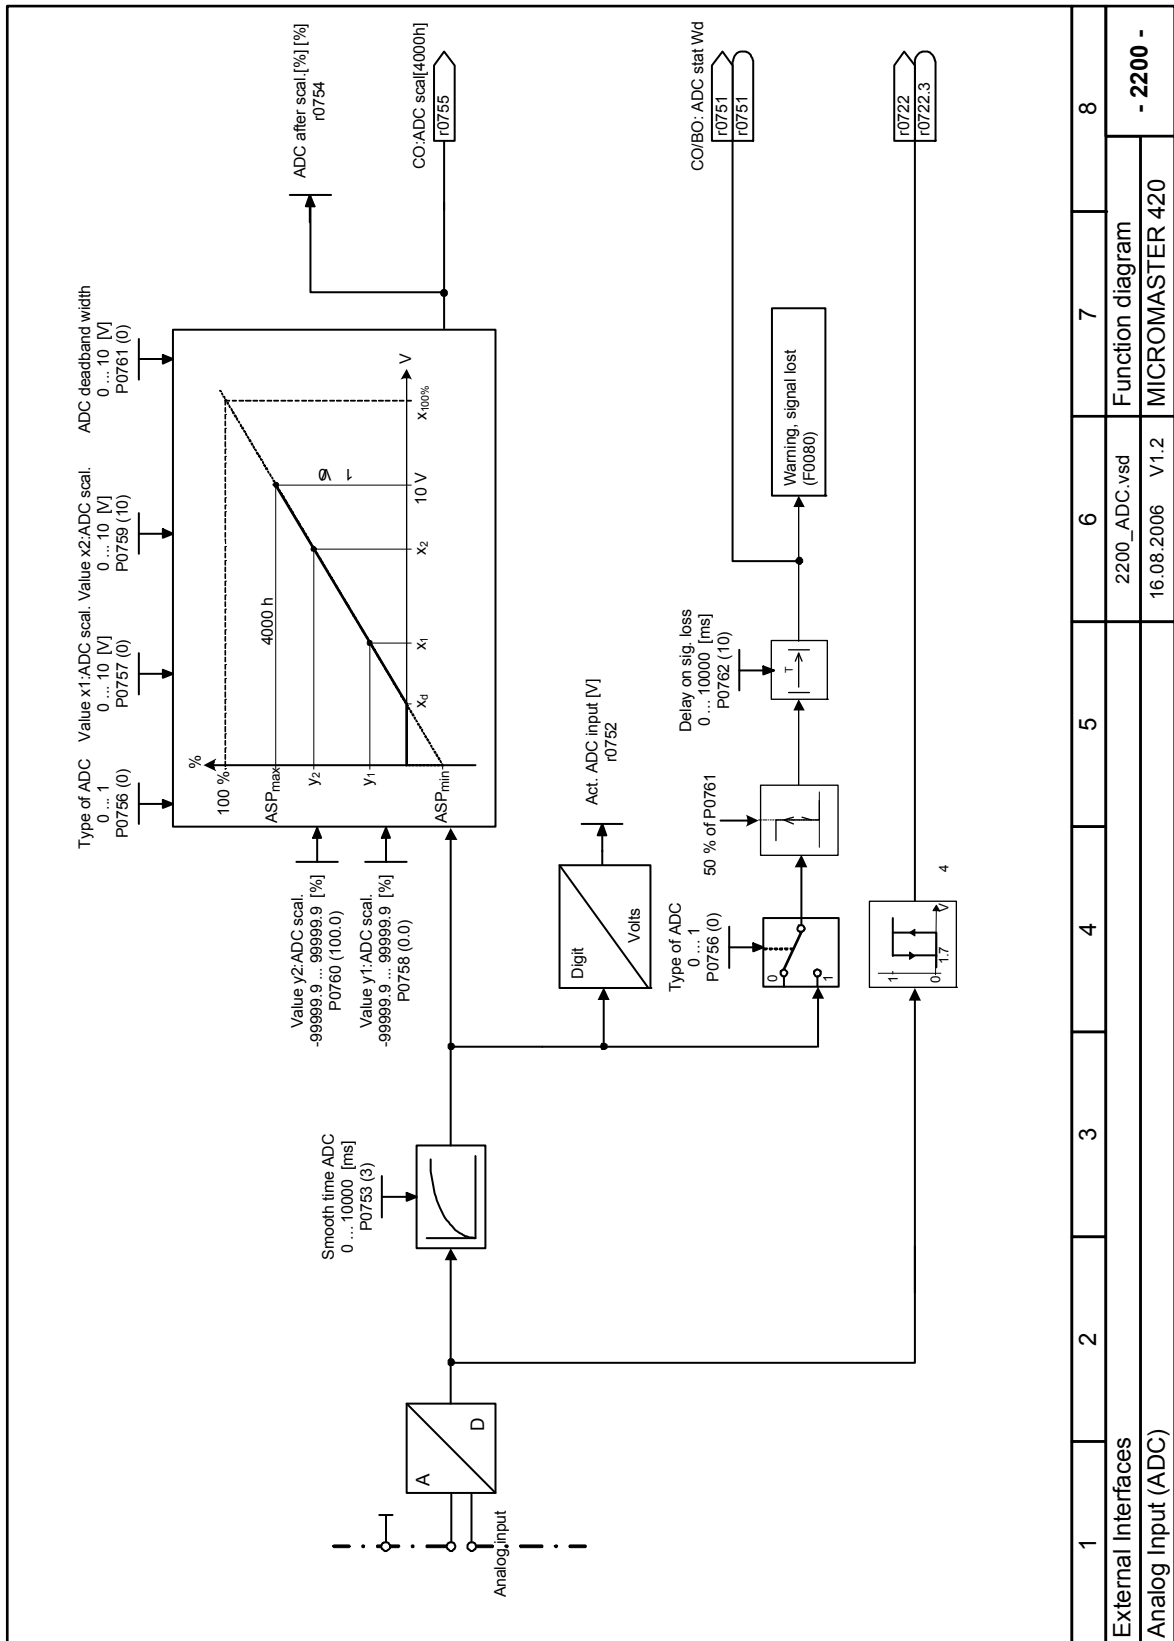 Type of ADC
0 ... 1
P0756 (0)
Value x1:ADC scal.
0 ... 10 [V]
P0757 (0)
Value x2:ADC scal.
0 ... 10 [V]
P0759 (10)
ADC deadband width
0 ... 10 [V]
P0761 (0)
Value y2:ADC scal.
-99999.9 ... 99999.9 [%]
P0760 (100.0)
Value y1:ADC scal.
-99999.9 ... 99999.9 [%]
P0758 (0.0)
%
100 %
ASPmax
y2
y1
ASPmin
4000 h
xd
x1
x2
10 V
x100%
V
ADC after scal.[%] [%]
r0754
CO:ADC scal[4000h]
r0755
Smooth time ADC
0 ... 10000 [ms]
P0753 (3)
A
D
Analog input
Digit
Volts
Act. ADC input [V]
r0752
Type of ADC
0 ... 1
P0756 (0)
0
1
50 % of P0761
Delay on sig. loss
0 ... 10000 [ms]
P0762 (10)
T
Warning, signal lost
(F0080)
CO/BO: ADC stat Wd
r0751
r0751
1
0
1.7
V
4
r0722
r0722.3
1 2 3 4 5 6 7 8
External Interfaces
2200_ADC.vsd
Function diagram
- 2200 -
Analog Input (ADC)
16.08.2006 V1.2
MICROMASTER 420